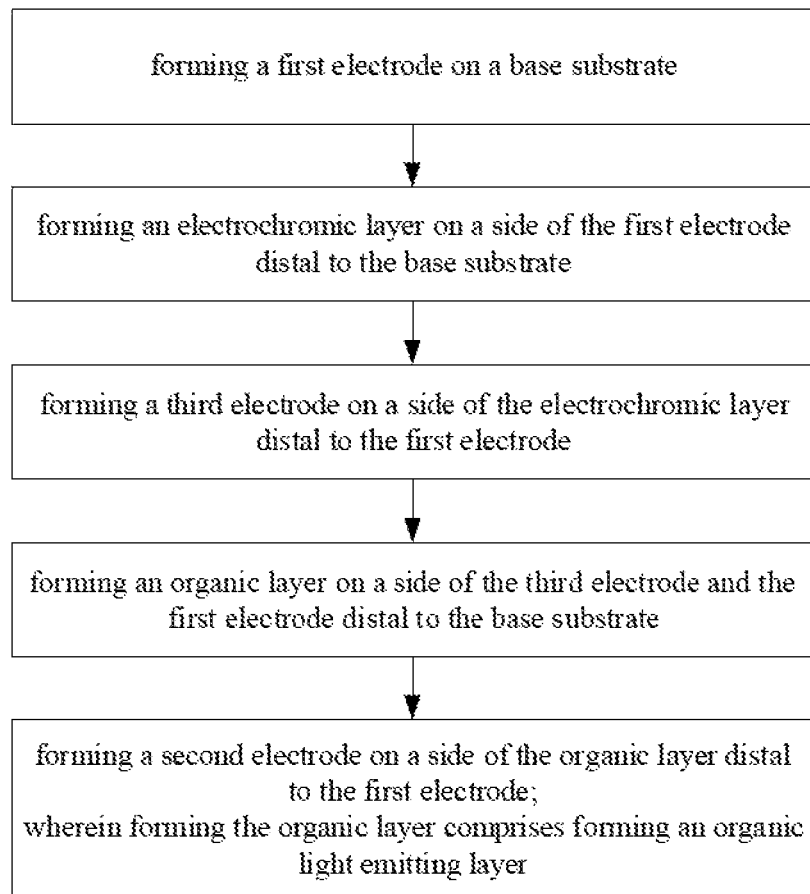 forming a first electrode on a base substrate
forming an electrochromic layer on a side of the first electrode
distal to the base substrate
forming a third electrode on a side of the electrochromic layer
distal to the first electrode
forming an organic layer on a side of the third electrode and the
first electrode distal to the base substrate
forming a second electrode on a side of the organic layer distal
to the first electrode;
wherein forming the organic layer comprises forming an organic
light emitting layer